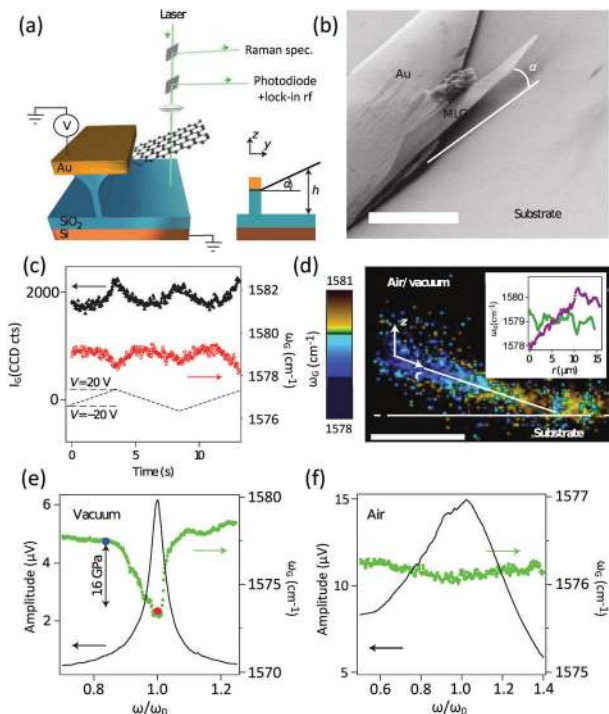 (a)
Laser
Raman spec.
Photodiode
+lock-in rf
V
Au
SiO2
Si
z
y
α
h
(b)
Au
MLG
α
Substrate
(c)
2000
0
I_G(CCD cts)
V=20 V
V=-20 V
0
5
10
Time (s)
1582
1580
1578
1576
ω_G (cm⁻¹)
(d)
1581
1578
ω_G (cm⁻¹)
Air/vacuum
z
r
Substrate
1580
1579
1578
ω_G(cm⁻¹)
0
5
10
15
r (μm)
(e)
Vacuum
16 GPa
6
4
2
Amplitude (μV)
0.8
1.0
1.2
ω/ω₀
1580
1570
ω_G (cm⁻¹)
(f)
Air
15
10
5
Amplitude (μV)
0.6
0.8
1.0
1.2
1.4
ω/ω₀
1577
1576
1575
ω_G (cm⁻¹)